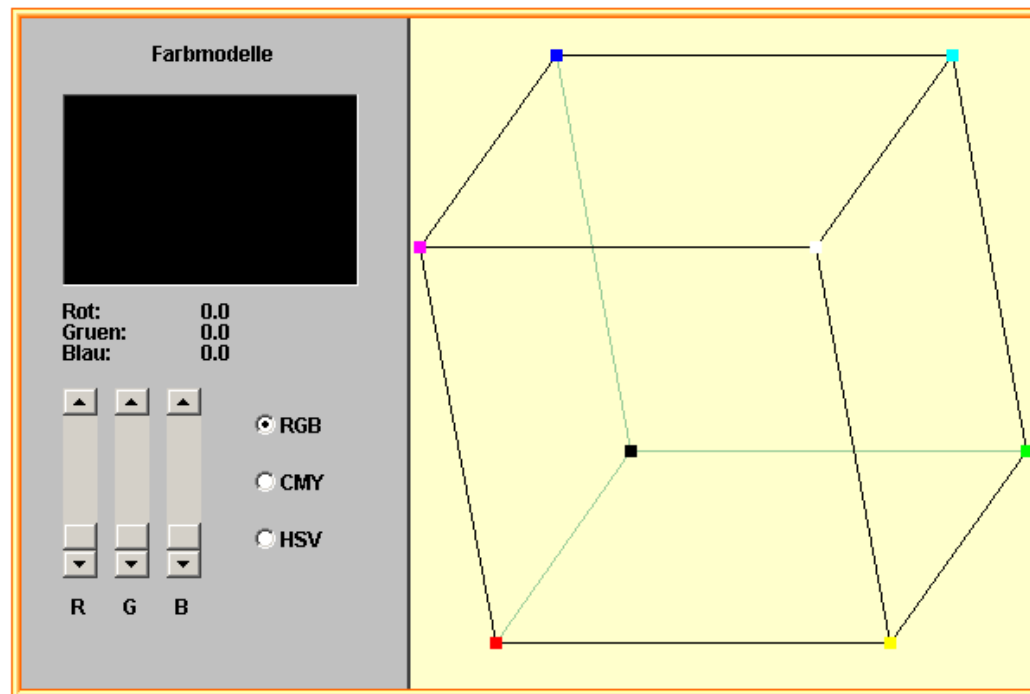 Farbmodelle
Rot: 0.0
Gruen: 0.0
Blau: 0.0
RGB
CMY
HSV
R G B